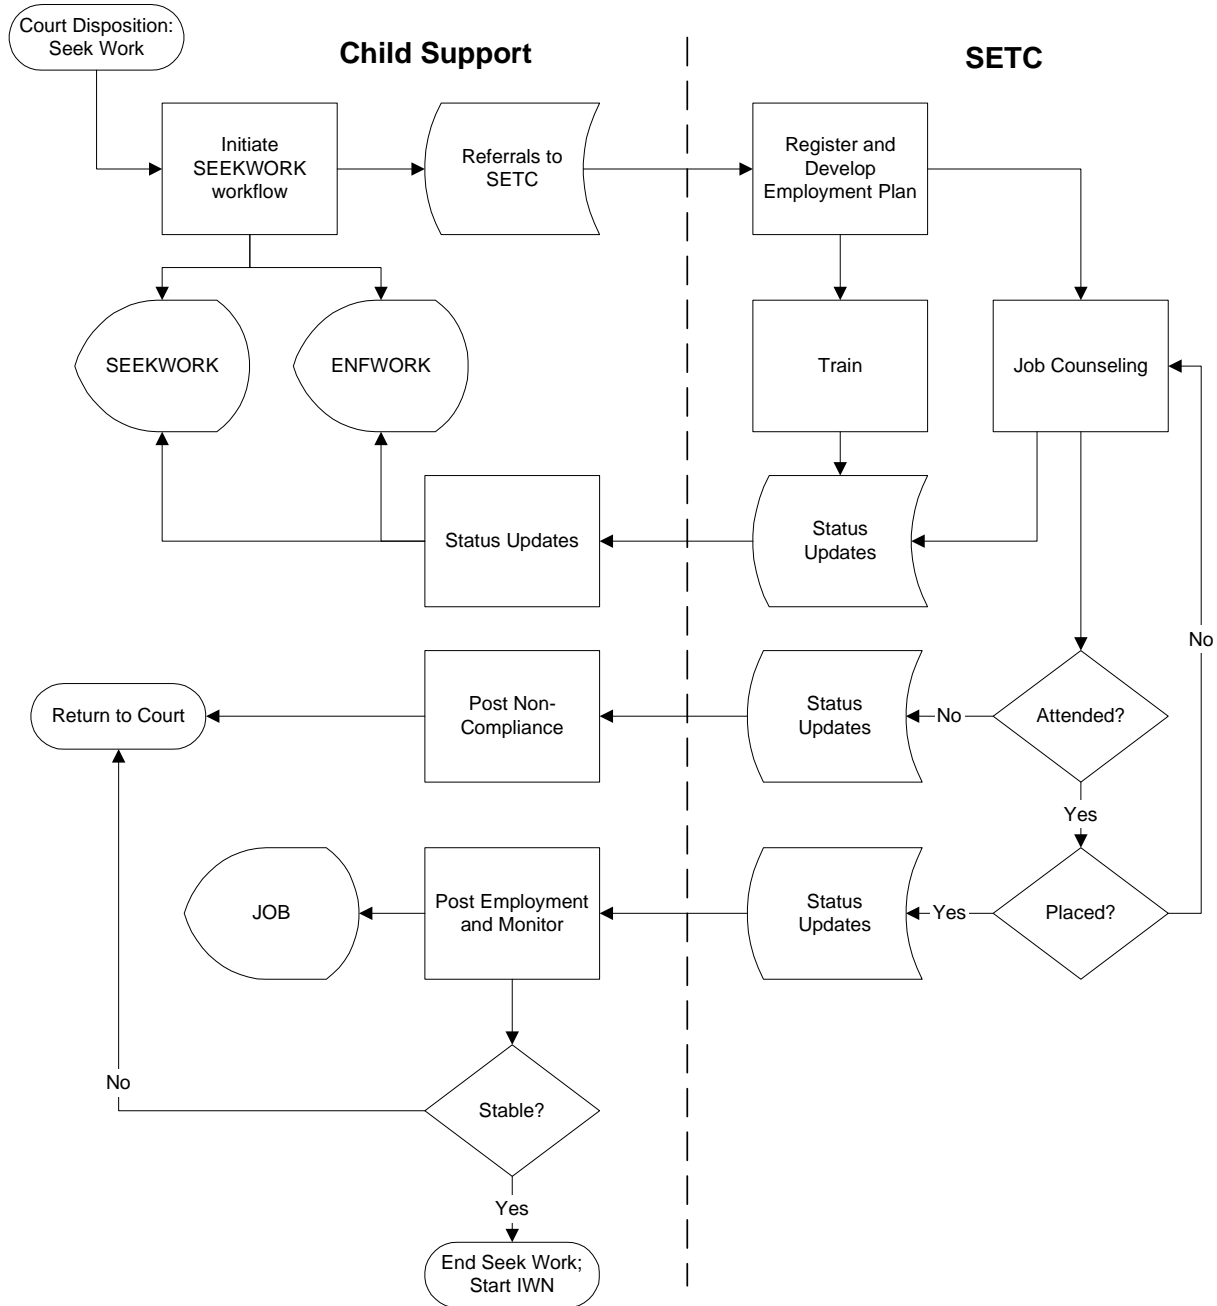 Court Disposition:
Seek Work
Child Support
SETC
Initiate
SEEKWORK
workflow
Referrals to
SETC
Register and
Develop
Employment Plan
SEEKWORK
ENFWORK
Train
Job Counseling
Status Updates
Status
Updates
No
Return to Court
Post Non-
Compliance
Status
Updates
No
Attended?
Yes
JOB
Post Employment
and Monitor
Status
Updates
Yes
Placed?
No
Stable?
Yes
End Seek Work;
Start IWN